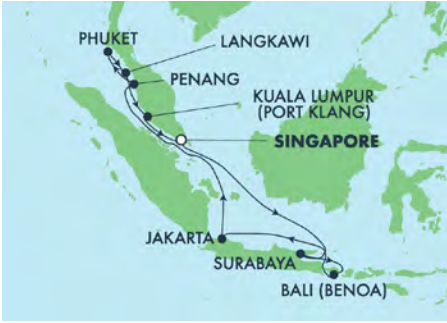 PHUKET
LANGKAWI
PENANG
KUALA LUMPUR
(PORT KLANG)
SINGAPORE
JAKARTA
SURABAYA
BALI (BENOA)